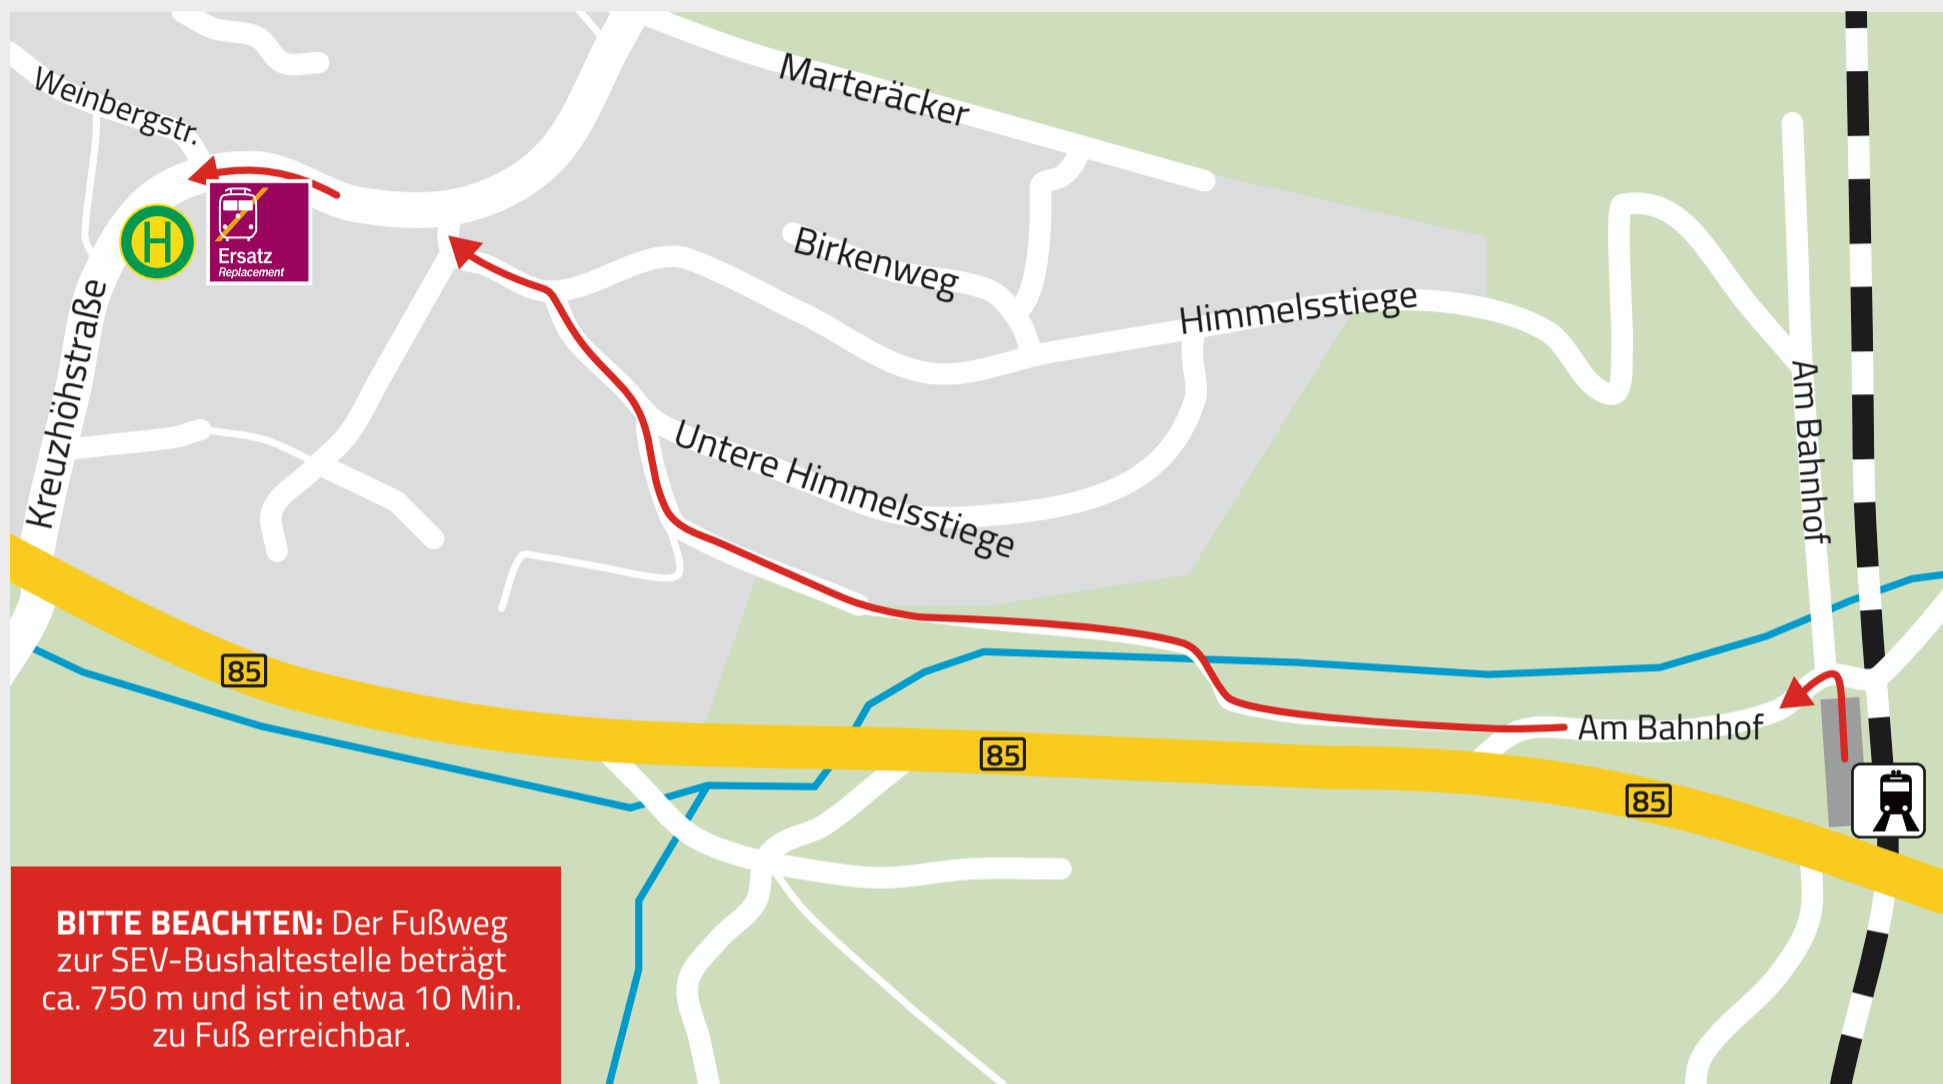 Weinbergstr.
Marteräcker
H
Ersatz
Replacement
Birkenweg
Himmelsstiege
Kreuzhöhstraße
Untere Himmelsstiege
Am Bahnhof
85
Am Bahnhof
85
85
BITTE BEACHTEN: Der Fußweg
zur SEV-Bushaltestelle beträgt
ca. 750 m und ist in etwa 10 Min.
zu Fuß erreichbar.